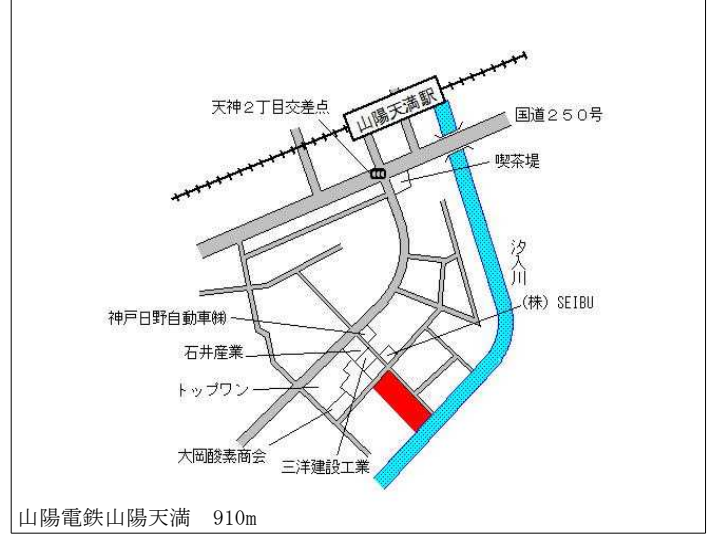 山陽天満駅
天神２丁目交差点
国道２５０号
喫茶堤
汐入川
神戸日野自動車㈱
(株) SEIBU
石井産業
トップワン
大岡酸素商会
三洋建設工業
山陽電鉄山陽天満　910m